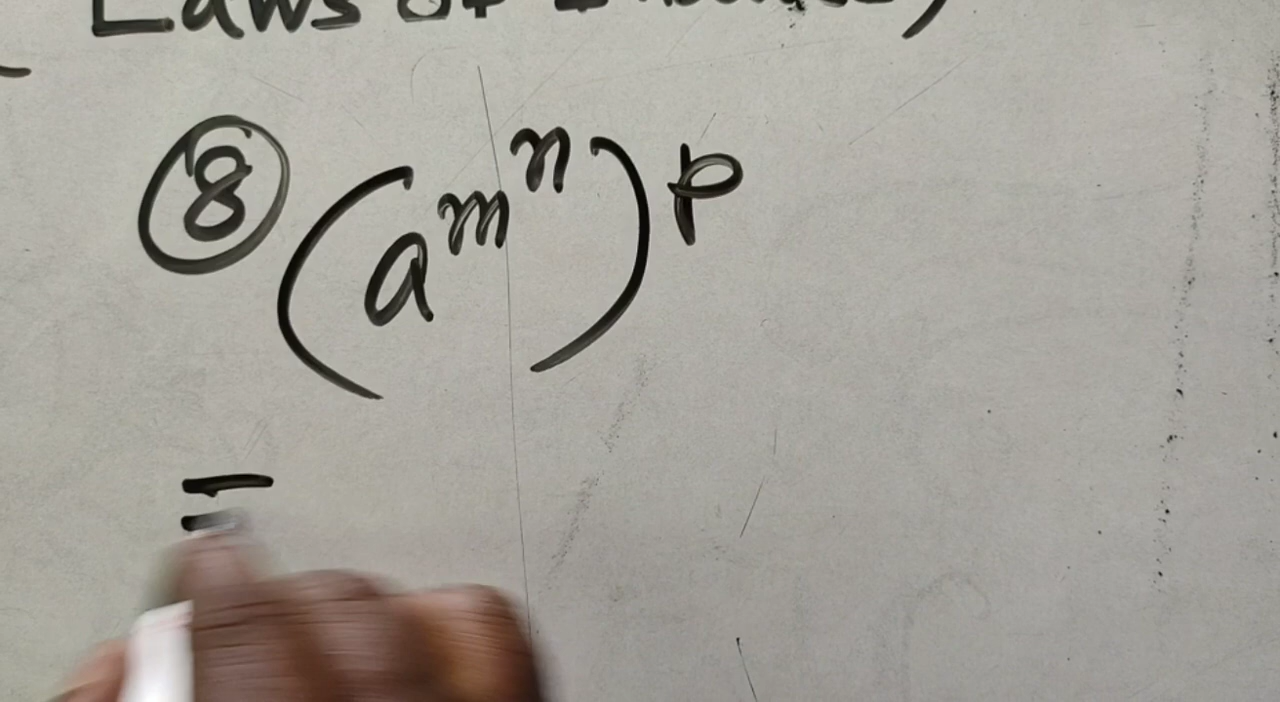 Laws of Indices)
⑧ (a^m^n)^p
=